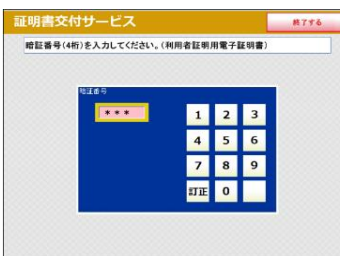 証明書交付サービス
終了する
暗証番号(4桁)を入力してください。(利用者証明用電子証明書)
暗証番号
* * *
1 2 3
4 5 6
7 8 9
訂正 0